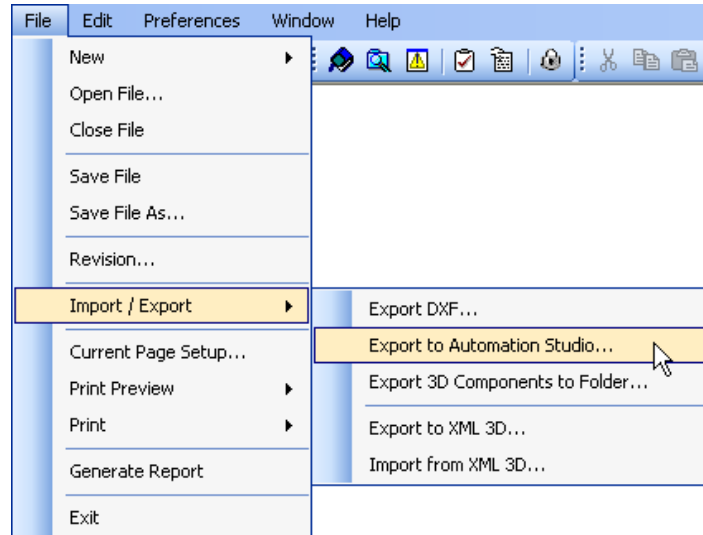 File Edit Preferences Window Help
New
Open File...
Close File
Save File
Save File As...
Revision...
Import / Export
Export DXF...
Export to Automation Studio...
Export 3D Components to Folder...
Export to XML 3D...
Import from XML 3D...
Current Page Setup...
Print Preview
Print
Generate Report
Exit